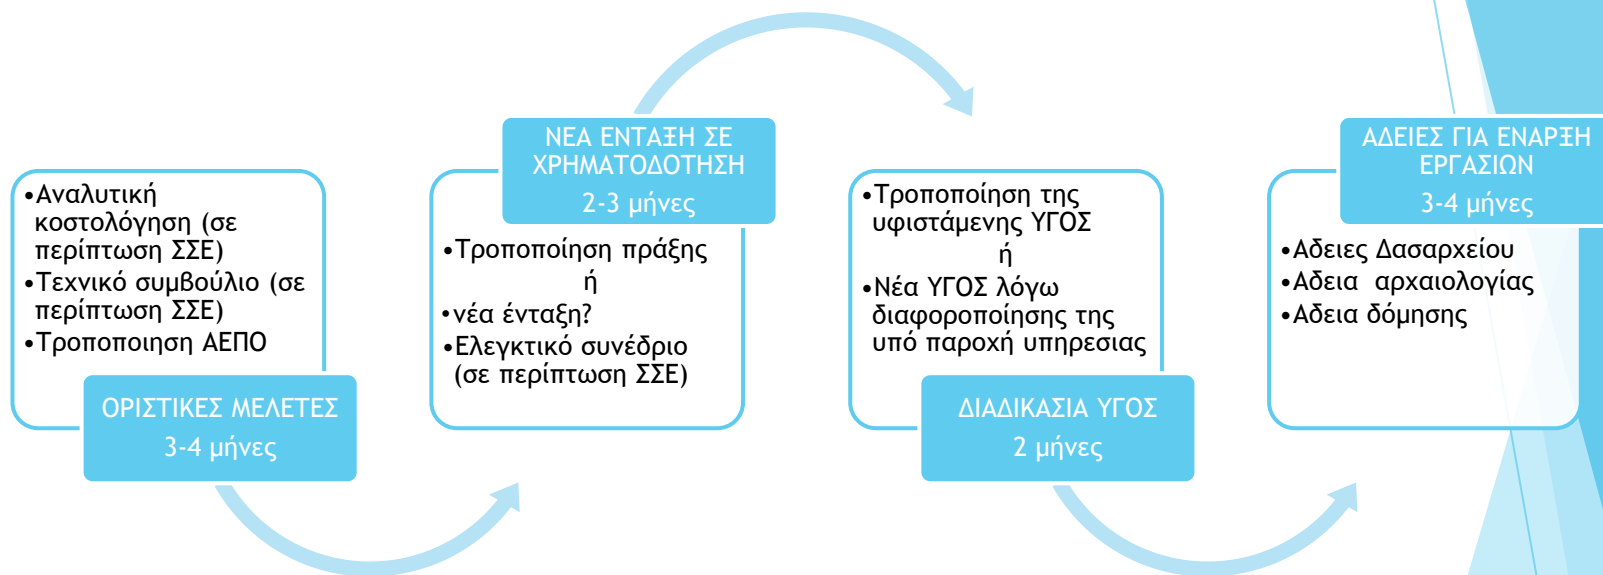 •Αναλυτική
κοστολόγηση (σε
περίπτωση ΣΣΕ)
•Τεχνικό συμβούλιο (σε
περίπτωση ΣΣΕ)
•Τροποποιηση ΑΕΠΟ
ΟΡΙΣΤΙΚΕΣ ΜΕΛΕΤΕΣ
3-4 μήνες
ΝΕΑ ΕΝΤΑΞΗ ΣΕ
ΧΡΗΜΑΤΟΔΟΤΗΣΗ
2-3 μήνες
•Τροποποίηση πράξης
ή
•νέα ένταξη?
•Ελεγκτικό συνέδριο
(σε περίπτωση ΣΣΕ)
•Τροποποίηση της
υφιστάμενης ΥΓΟΣ
ή
•Νέα ΥΓΟΣ λόγω
διαφοροποίησης της
υπό παροχή υπηρεσιας
ΔΙΑΔΙΚΑΣΙΑ ΥΓΟΣ
2 μήνες
ΑΔΕΙΕΣ ΓΙΑ ΕΝΑΡΞΗ
ΕΡΓΑΣΙΩΝ
3-4 μήνες
•Αδειες Δασαρχείου
•Αδεια αρχαιολογίας
•Αδεια δόμησης